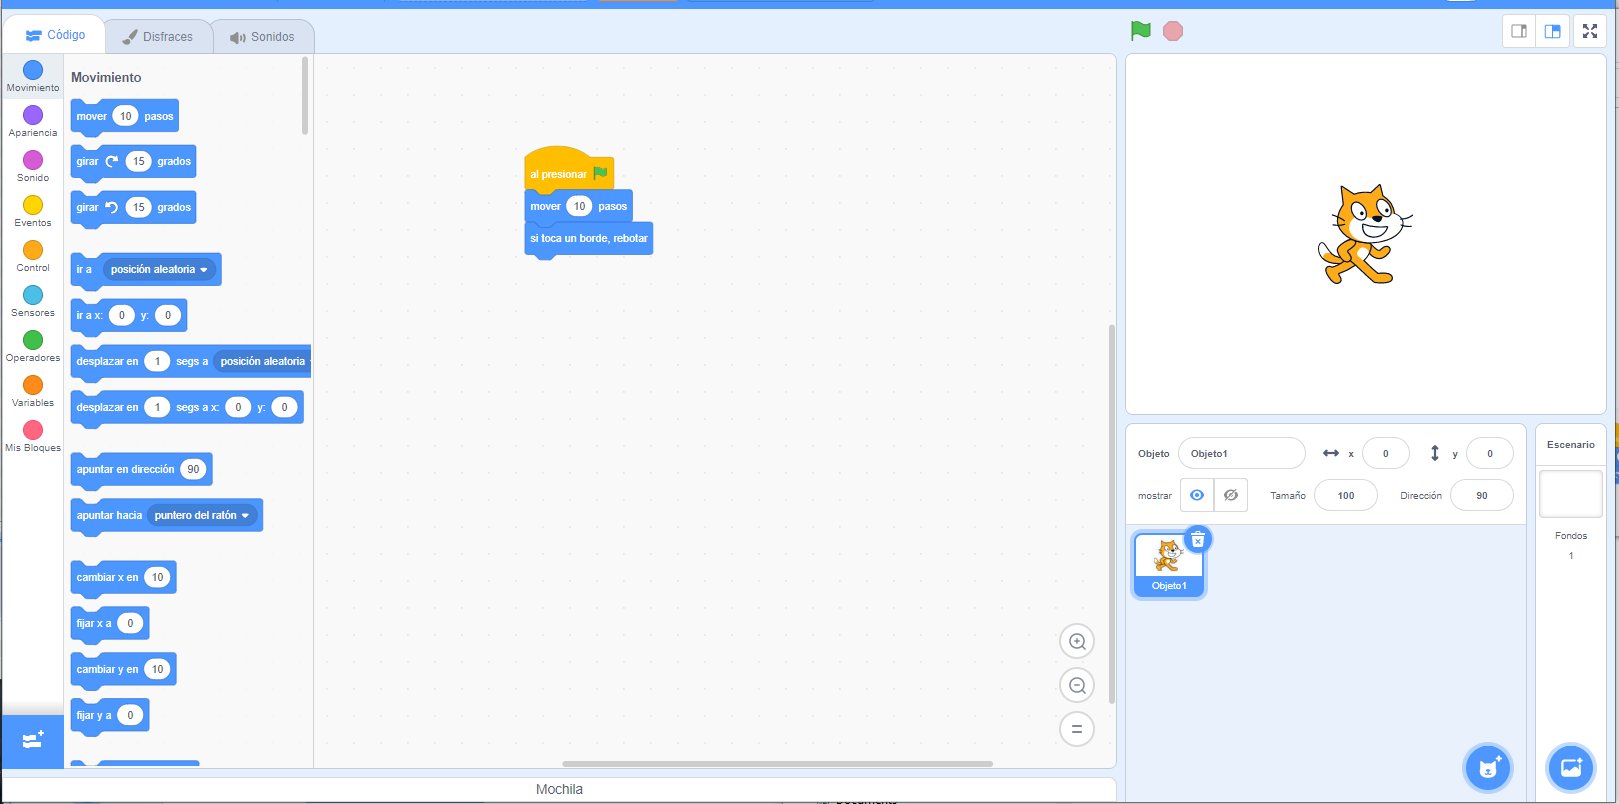 Código
Disfraces
Sonidos
Movimiento
Apariencia
Sonido
Eventos
Control
Sensores
Operadores
Variables
Mis Bloques
Movimiento
mover 10 pasos
girar 15 grados
girar 15 grados
ir a posición aleatoria
ir a x: 0 y: 0
desplazar en 1 segs a posición aleatoria
desplazar en 1 segs a x: 0 y: 0
apuntar en dirección 90
apuntar hacia puntero del ratón
cambiar x en 10
fijar x a 0
cambiar y en 10
fijar y a 0
al presionar
mover 10 pasos
si toca un borde, rebotar
Objeto Objeto1 x 0 y 0
mostrar Tamaño 100 Dirección 90
Objeto1
Escenario
Fondos
1
Mochila